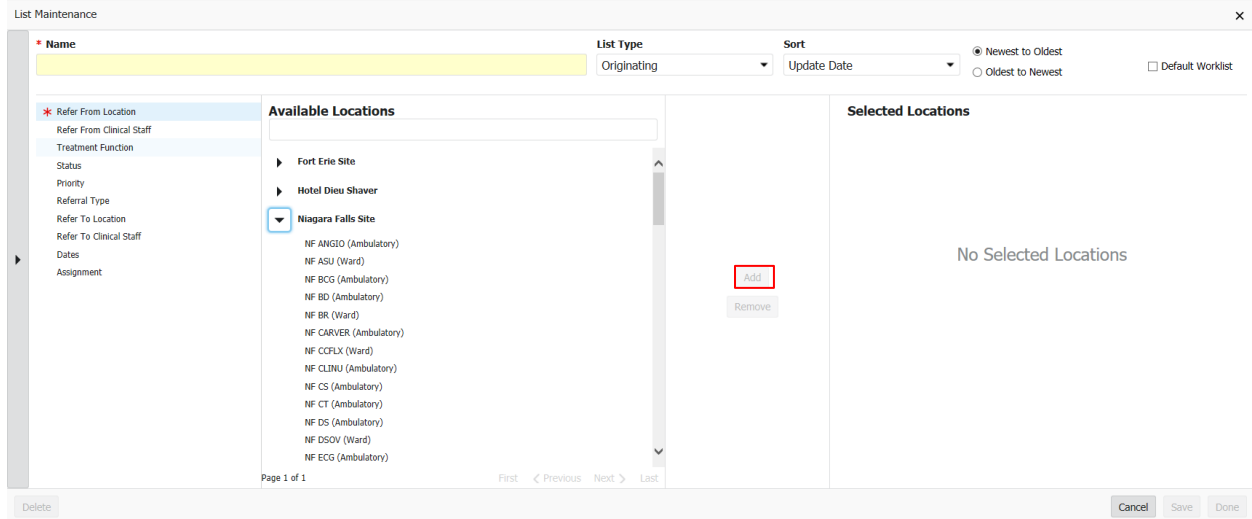 List Maintenance
* Name
List Type
Sort
Originating
Update Date
Newest to Oldest
Oldest to Newest
Default Worklist
* Refer From Location
Refer From Clinical Staff
Treatment Function
Status
Priority
Referral Type
Refer To Location
Refer To Clinical Staff
Dates
Assignment
Available Locations
Fort Erie Site
Hotel Dieu Shaver
Niagara Falls Site
NF ANGIO (Ambulatory)
NF ASU (Ward)
NF BCG (Ambulatory)
NF BD (Ambulatory)
NF BR (Ward)
NF CARVER (Ambulatory)
NF CCFLX (Ward)
NF CLINU (Ambulatory)
NF CS (Ambulatory)
NF CT (Ambulatory)
NF DS (Ambulatory)
NF DSOV (Ward)
NF ECG (Ambulatory)
Page 1 of 1
First
Previous
Next
Last
Add
Remove
Selected Locations
No Selected Locations
Delete
Cancel
Save
Done